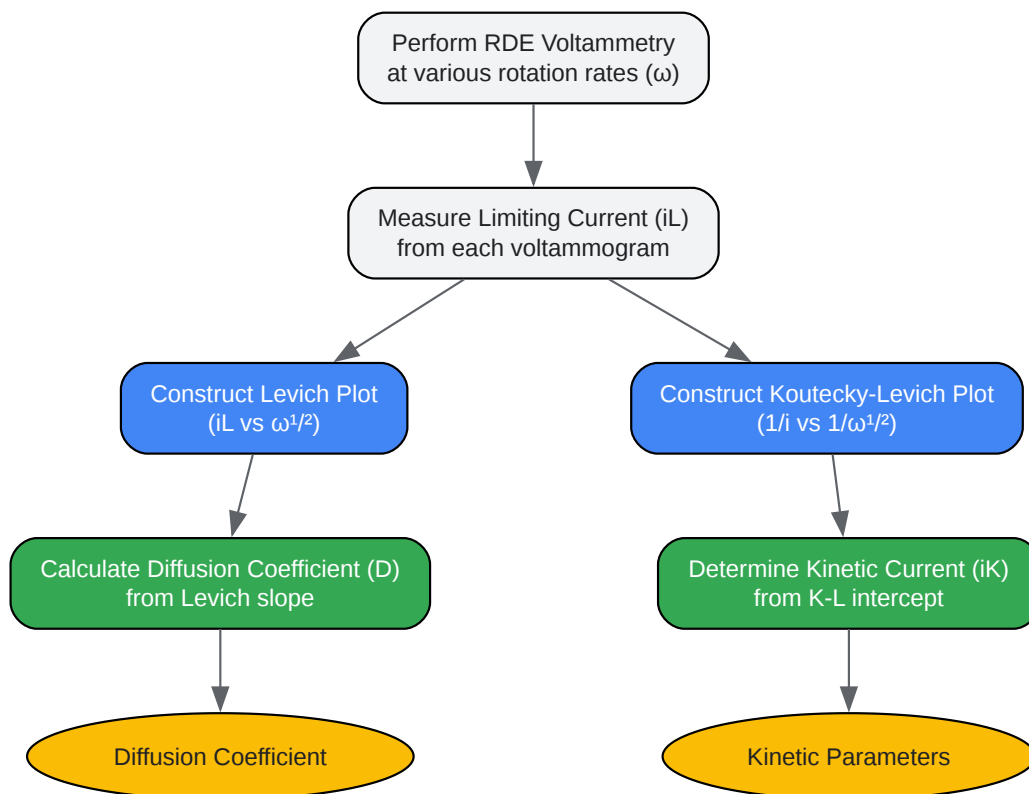 Perform RDE Voltammetry
at various rotation rates (ω)
Measure Limiting Current (iL)
from each voltammogram
Construct Levich Plot
(iL vs ω¹/²)
Construct Koutecky-Levich Plot
(1/i vs 1/ω¹/²)
Calculate Diffusion Coefficient (D)
from Levich slope
Determine Kinetic Current (iK)
from K-L intercept
Diffusion Coefficient
Kinetic Parameters